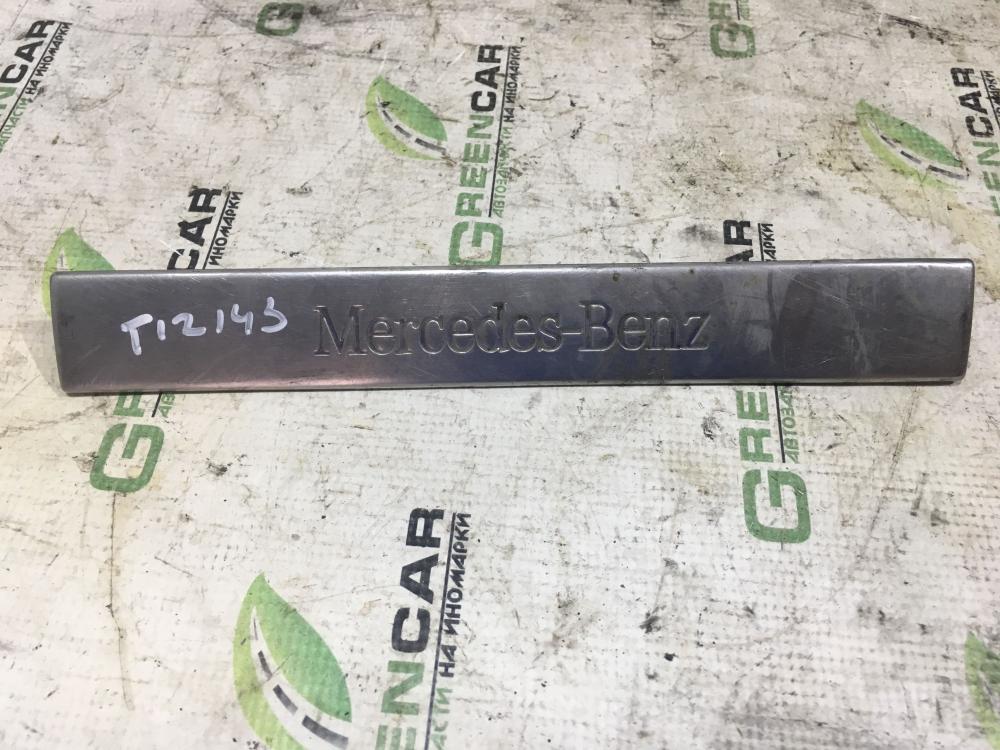 GREENCAR
АВТОЗАПЧАСТИ НА ИНОМАРКИ
T12143
Mercedes-Benz